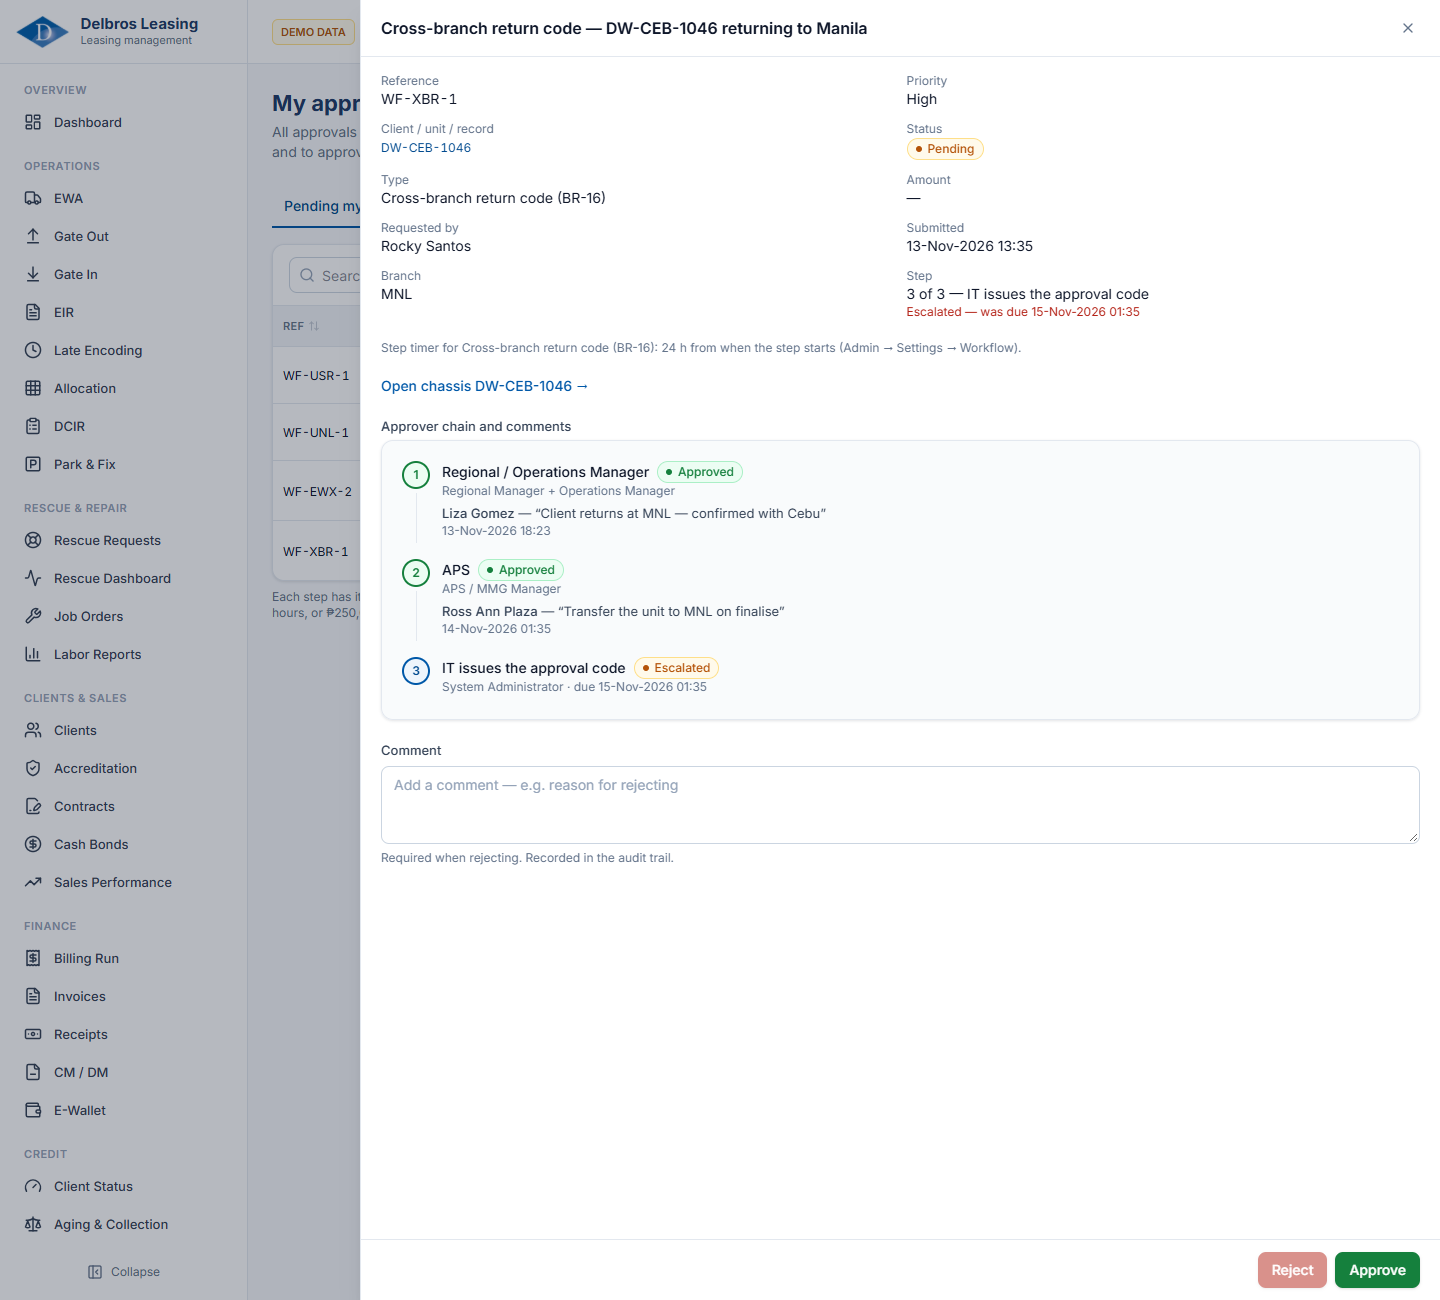 Delbros Leasing
Leasing management
OVERVIEW
Dashboard
OPERATIONS
EWA
Gate Out
Gate In
EIR
Late Encoding
Allocation
DCIR
Park & Fix
RESCUE & REPAIR
Rescue Requests
Rescue Dashboard
Job Orders
Labor Reports
CLIENTS & SALES
Clients
Accreditation
Contracts
Cash Bonds
Sales Performance
FINANCE
Billing Run
Invoices
Receipts
CM / DM
E-Wallet
CREDIT
Client Status
Aging & Collection
Collapse
DEMO DATA
My appr
All approvals
and to approv
Pending my
Searc
REF
WF-USR-1
WF-UNL-1
WF-EWX-2
WF-XBR-1
Each step has it
hours, or ₱250,
Cross-branch return code — DW-CEB-1046 returning to Manila
Reference
WF-XBR-1
Priority
High
Client / unit / record
DW-CEB-1046
Status
Pending
Type
Cross-branch return code (BR-16)
Amount
—
Requested by
Rocky Santos
Submitted
13-Nov-2026 13:35
Branch
MNL
Step
3 of 3 — IT issues the approval code
Escalated — was due 15-Nov-2026 01:35
Step timer for Cross-branch return code (BR-16): 24 h from when the step starts (Admin → Settings → Workflow).
Open chassis DW-CEB-1046 →
Approver chain and comments
1
Regional / Operations Manager Approved
Regional Manager + Operations Manager
Liza Gomez — “Client returns at MNL — confirmed with Cebu”
13-Nov-2026 18:23
2
APS Approved
APS / MMG Manager
Ross Ann Plaza — “Transfer the unit to MNL on finalise”
14-Nov-2026 01:35
3
IT issues the approval code Escalated
System Administrator · due 15-Nov-2026 01:35
Comment
Add a comment — e.g. reason for rejecting
Required when rejecting. Recorded in the audit trail.
Reject
Approve